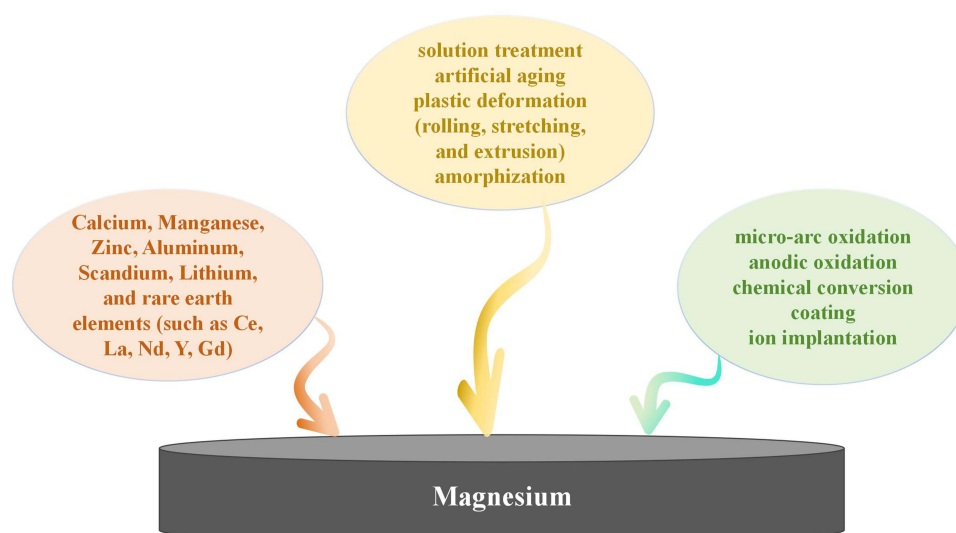 solution treatment
artificial aging
plastic deformation
(rolling, stretching,
and extrusion)
amorphization
Calcium, Manganese,
Zinc, Aluminum,
Scandium, Lithium,
and rare earth
elements (such as Ce,
La, Nd, Y, Gd)
micro-arc oxidation
anodic oxidation
chemical conversion
coating
ion implantation
Magnesium